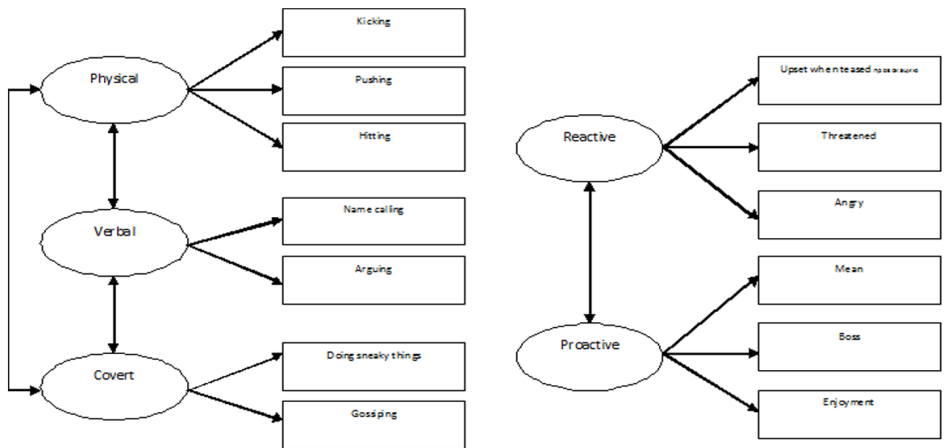 Physical
Kicking
Pushing
Hitting
Verbal
Name calling
Arguing
Covert
Doing sneaky things
Gossiping
Reactive
Upset when teased
Threatened
Angry
Proactive
Mean
Boss
Enjoyment